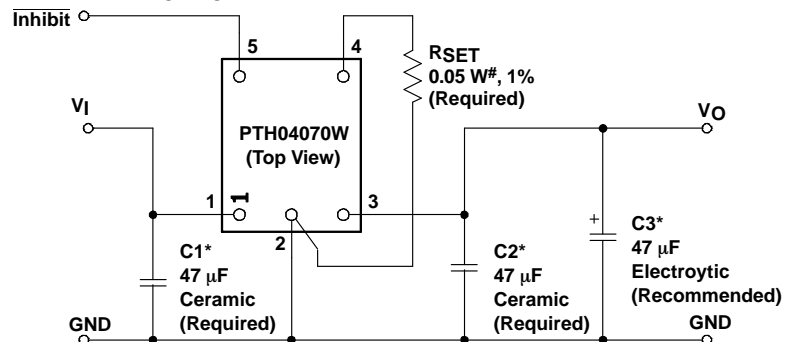 Inhibit
5
4
RSET
0.05 W#, 1%
(Required)
VI
VO
PTH04070W
(Top View)
1
1
3
2
+
C1*
47 μF
Ceramic
(Required)
C2*
47 μF
Ceramic
(Required)
C3*
47 μF
Electroytic
(Recommended)
GND
GND